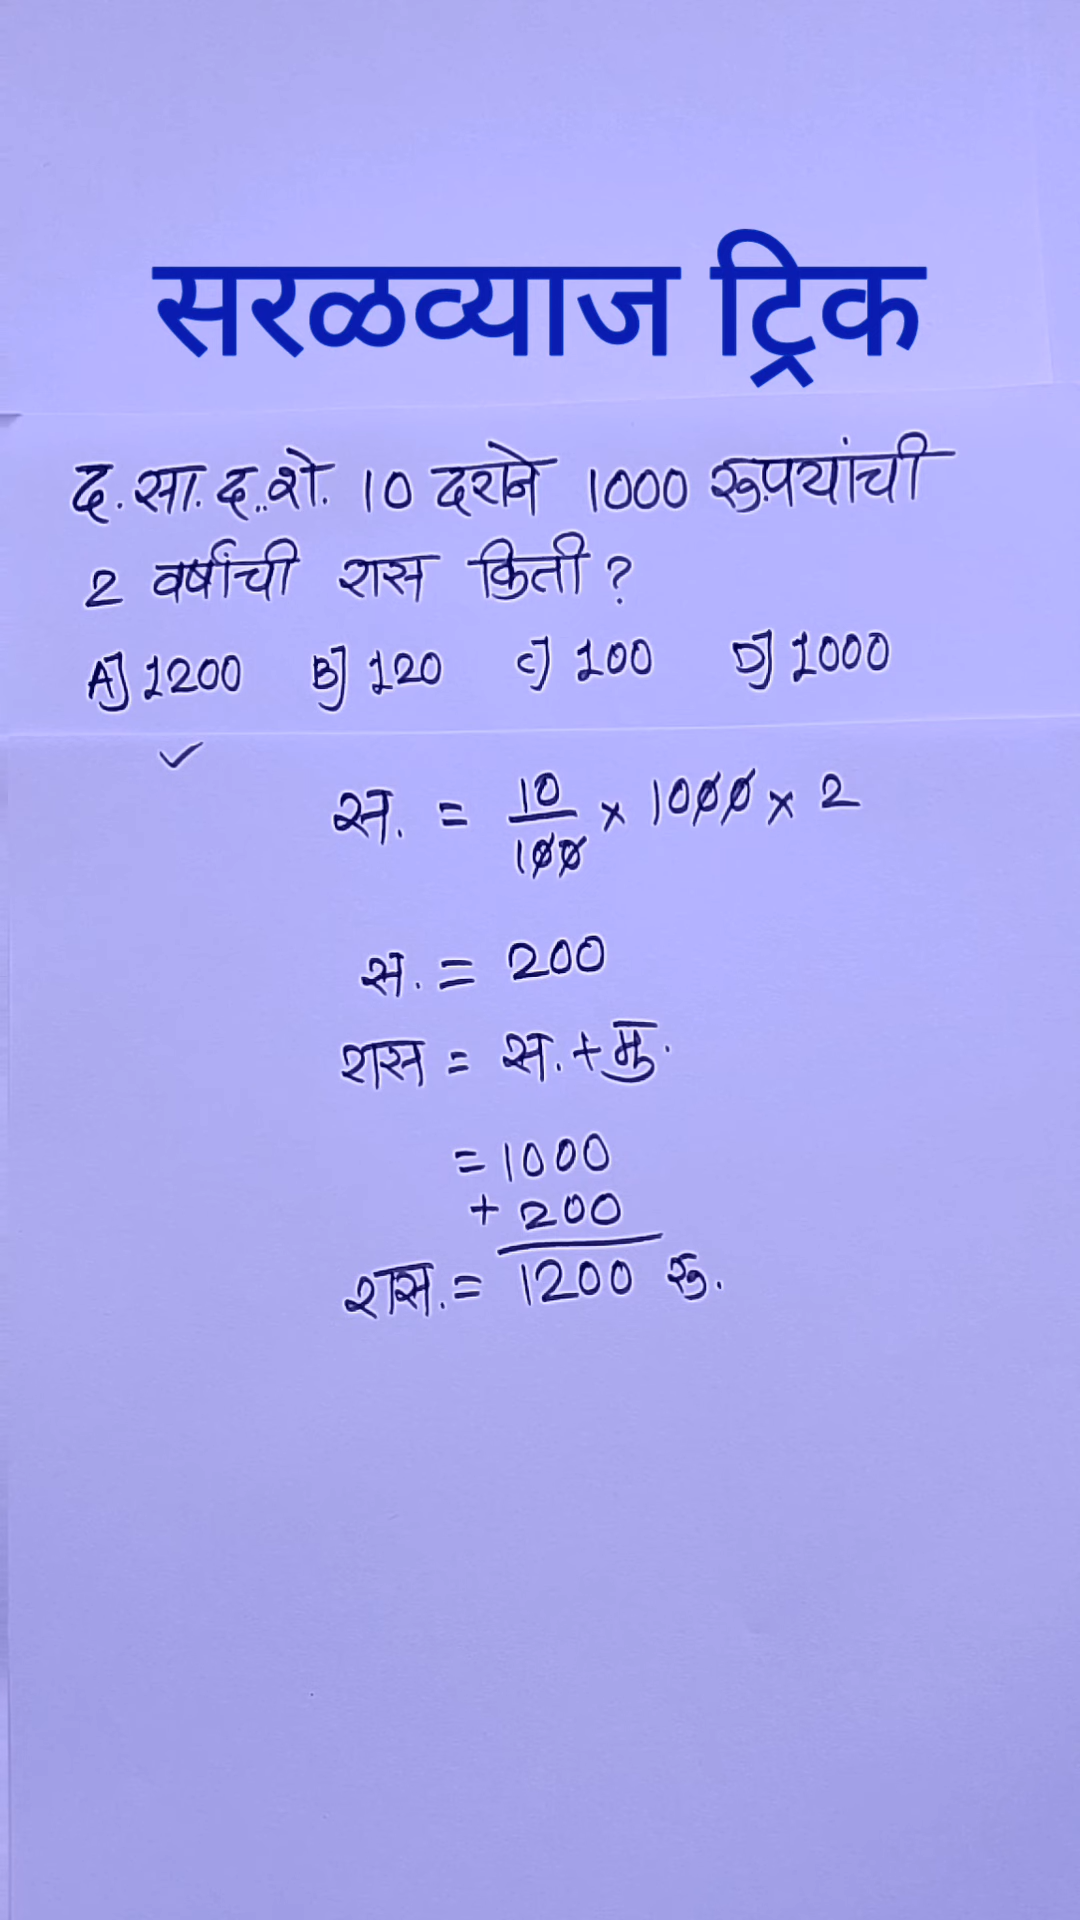 सरळव्याज ट्रिक
द.सा.द.शे. 10 दराने 1000 रुपयांची
2 वर्षाची रास किती?
A] 1200 B] 120 C] 100 D] 1000
✓
स. = 10/100 × 1000 × 2
स. = 200
रास = स.+मु.
= 1000
+ 200
रास. = 1200 रु.